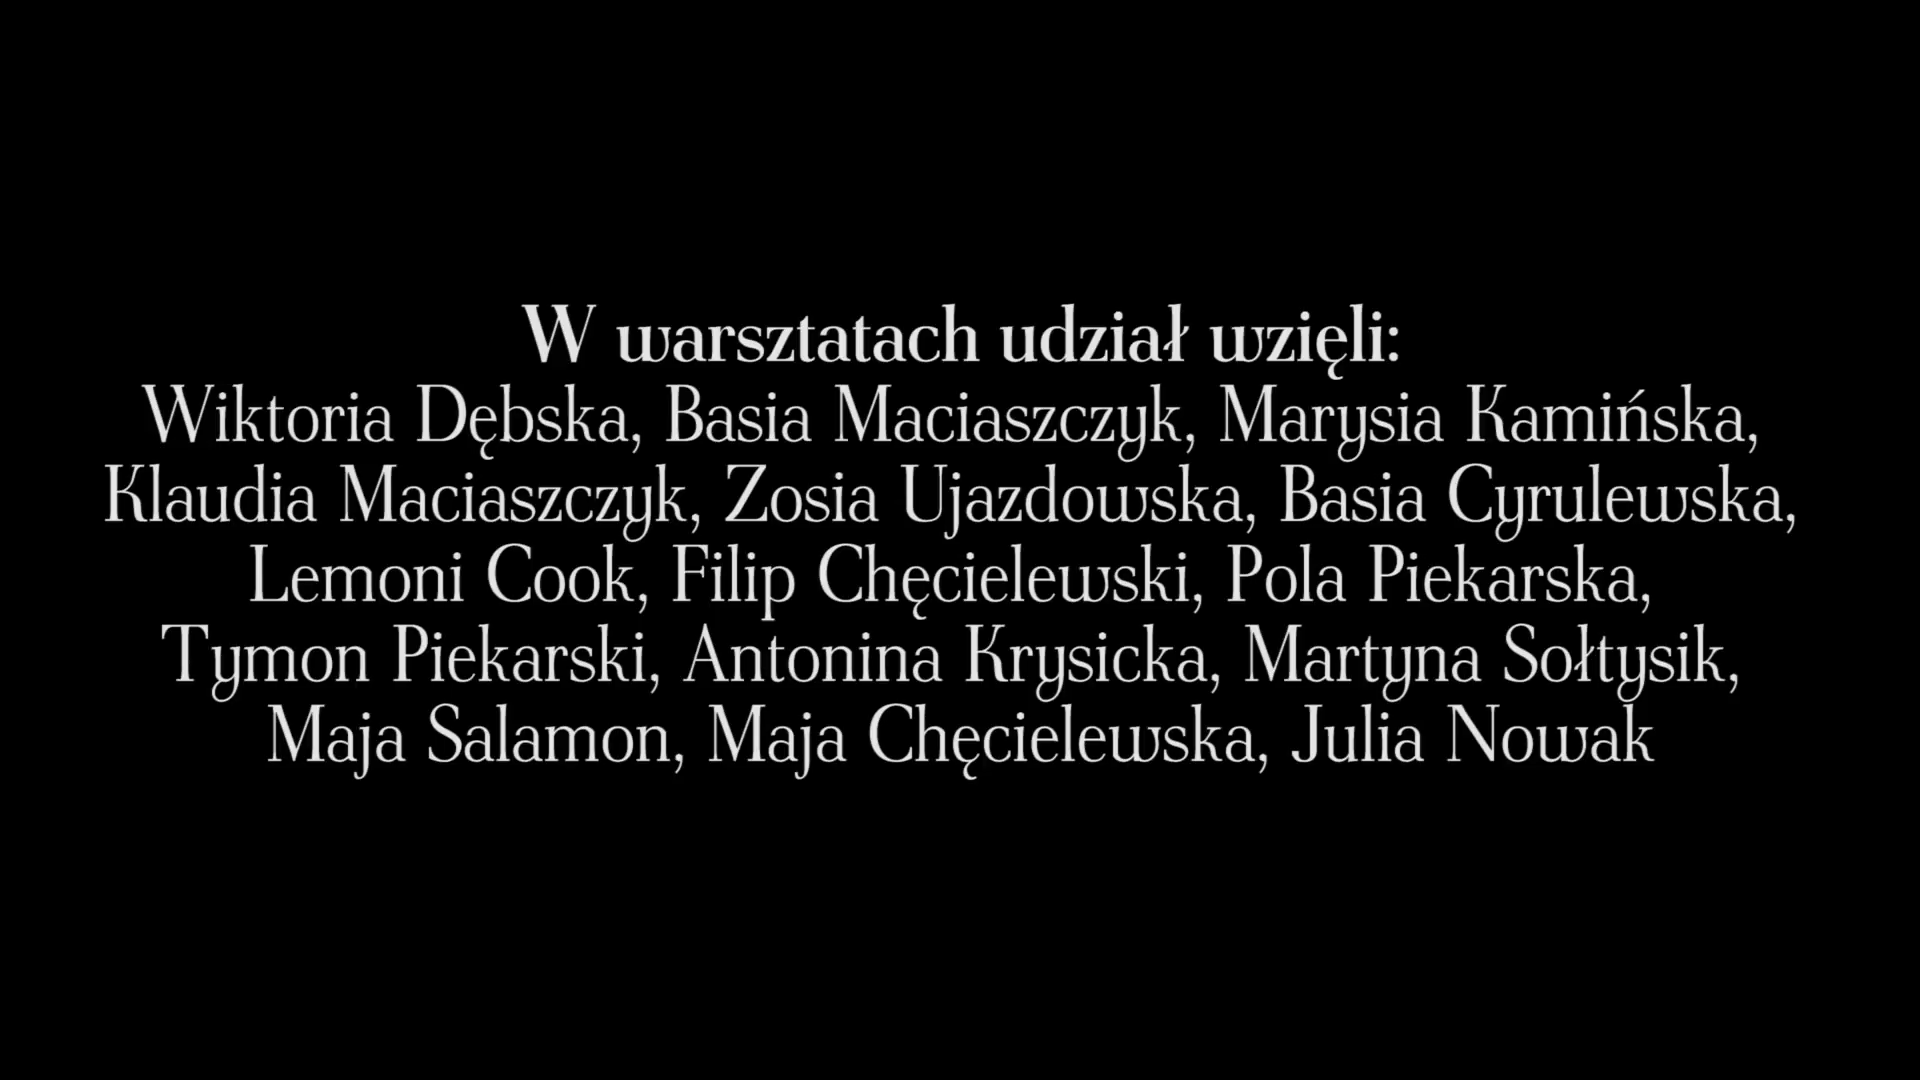 W warsztatach udział wzięli:
Wiktoria Dębska, Basia Maciaszczyk, Marysia Kamińska,
Klaudia Maciaszczyk, Zosia Ujazdowska, Basia Cyrulewska,
Lemoni Cook, Filip Chęcielewski, Pola Piekarska,
Tymon Piekarski, Antonina Krysicka, Martyna Sołtysik,
Maja Salamon, Maja Chęcielewska, Julia Nowak